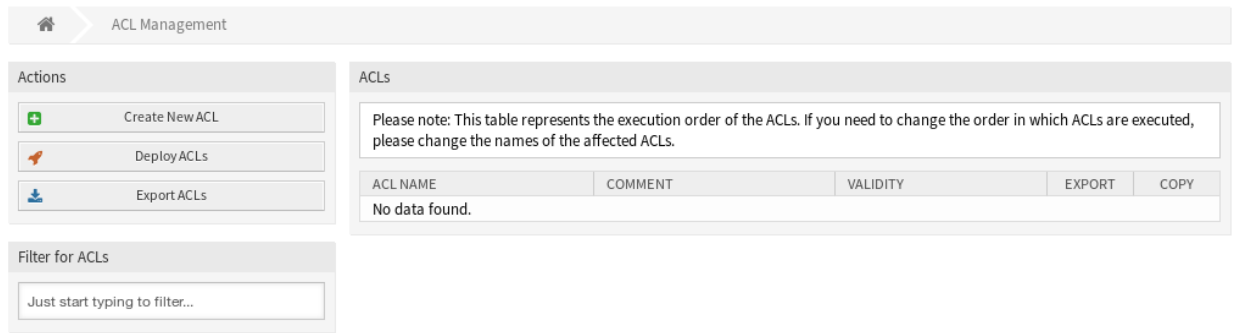 ACL Management
Actions
Create New ACL
Deploy ACLs
Export ACLs
Filter for ACLs
Just start typing to filter...
ACLs
Please note: This table represents the execution order of the ACLs. If you need to change the order in which ACLs are executed,
please change the names of the affected ACLs.
ACL NAME COMMENT VALIDITY EXPORT COPY
No data found.